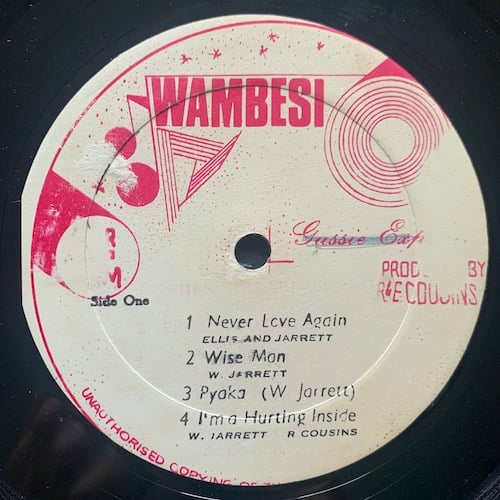 WAMBESI
Gussie Exp
PROD BY
R E COUSINS
R M
Side One
1 Never Love Again
ELLIS AND JARRETT
2 Wise Man
W. JARRETT
3 Pyaka (W Jarrett)
4 I'm a Hurting Inside
W. JARRETT R COUSINS
UNAUTHORISED COPYING OF